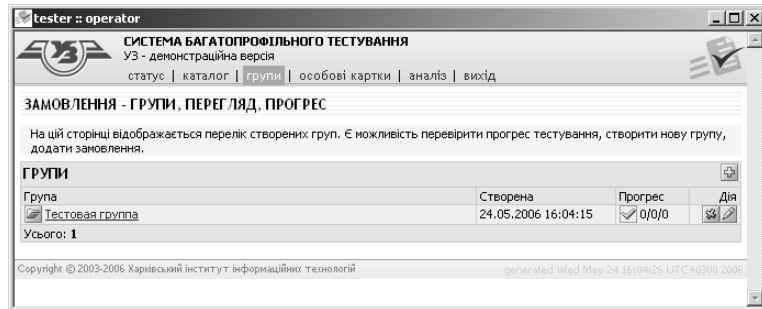 tester :: operator
УЗ
СИСТЕМА БАГАТОПРОФІЛЬНОГО ТЕСТУВАННЯ
УЗ - демонстраційна версія
статус | каталог | групи | особові картки | аналіз | вихід
ЗАМОВЛЕННЯ - ГРУПИ, ПЕРЕГЛЯД, ПРОГРЕС
На цій сторінці відображається перелік створених груп. Є можливість перевірити прогрес тестування, створити нову групу,
додати замовлення.
ГРУПИ
Група Створена Прогрес Дія
Тестовая группа 24.05.2006 16:04:15 0/0/0
Усього: 1
Copyright © 2003-2006 Харківський інститут інформаційних технологій generated Wed May 24 16:04:26 UTC+0300 2006